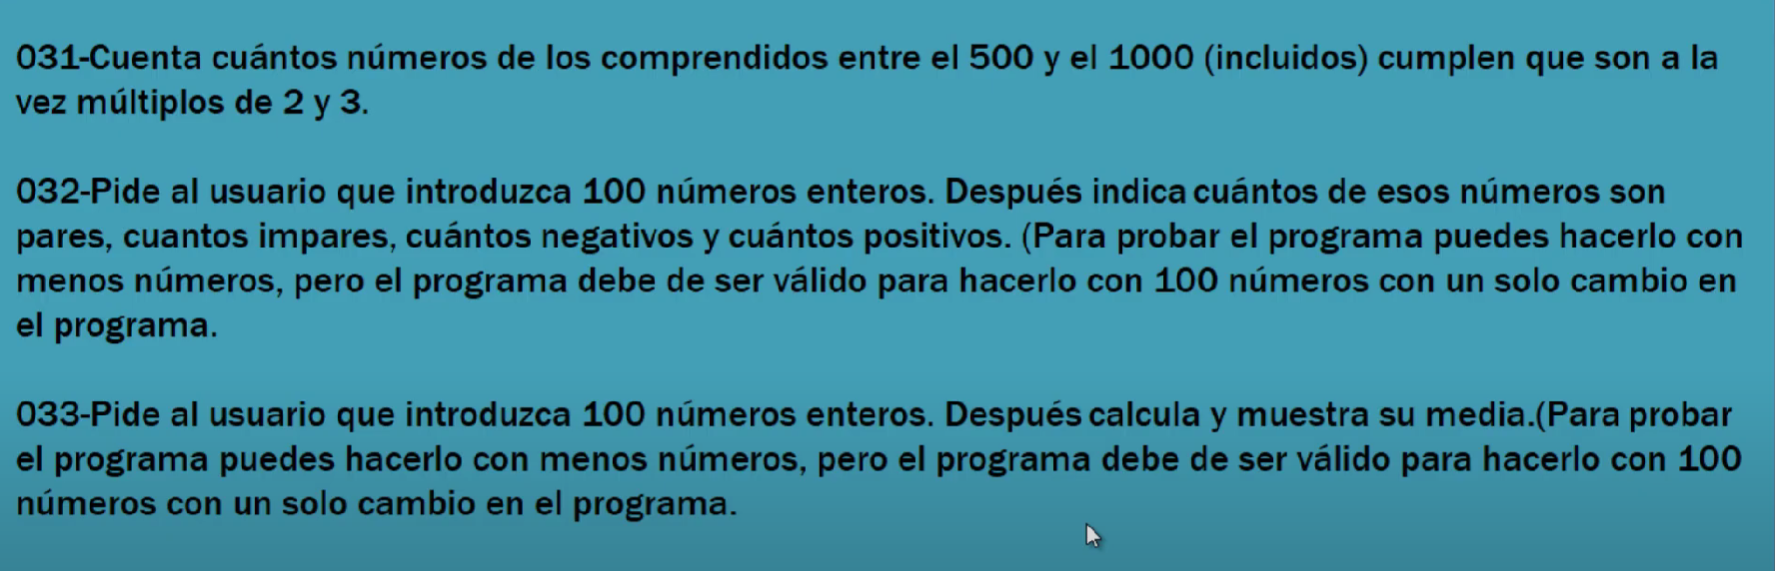 031-Cuenta cuántos números de los comprendidos entre el 500 y el 1000 (incluidos) cumplen que son a la
vez múltiplos de 2 y 3.
032-Pide al usuario que introduzca 100 números enteros. Después indica cuántos de esos números son
pares, cuantos impares, cuántos negativos y cuántos positivos. (Para probar el programa puedes hacerlo con
menos números, pero el programa debe de ser válido para hacerlo con 100 números con un solo cambio en
el programa.
033-Pide al usuario que introduzca 100 números enteros. Después calcula y muestra su media.(Para probar
el programa puedes hacerlo con menos números, pero el programa debe de ser válido para hacerlo con 100
números con un solo cambio en el programa.